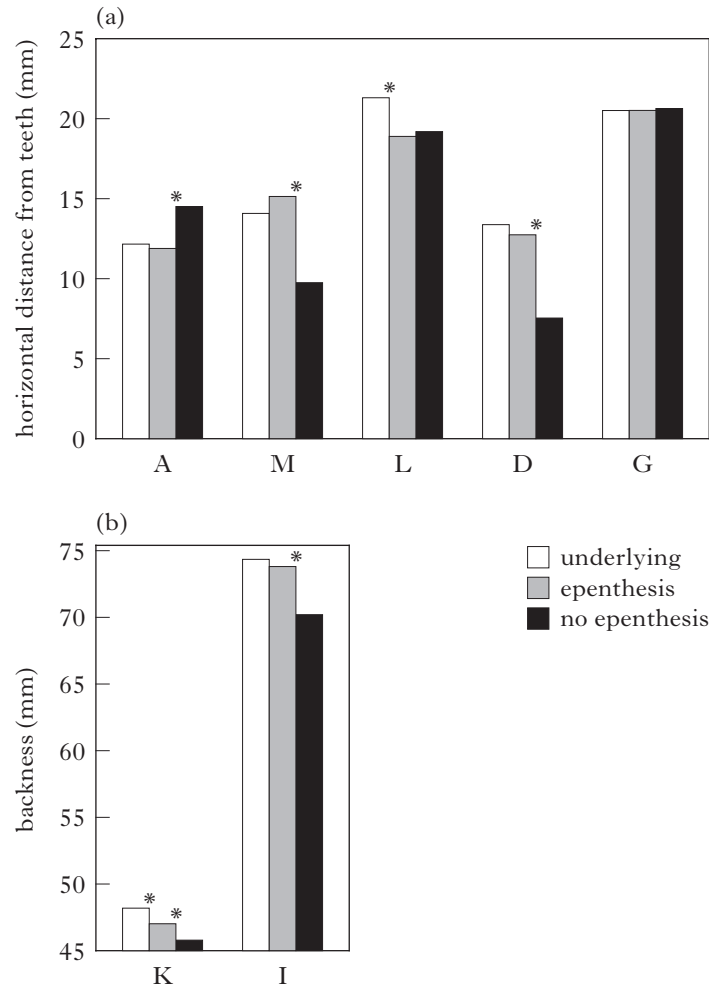 (a)
horizontal distance from teeth (mm)
25
20
15
10
5
0
*
*
*
*
A M L D G
(b)
backness (mm)
75
70
65
60
55
50
45
*
*
*
K I
underlying
epenthesis
no epenthesis